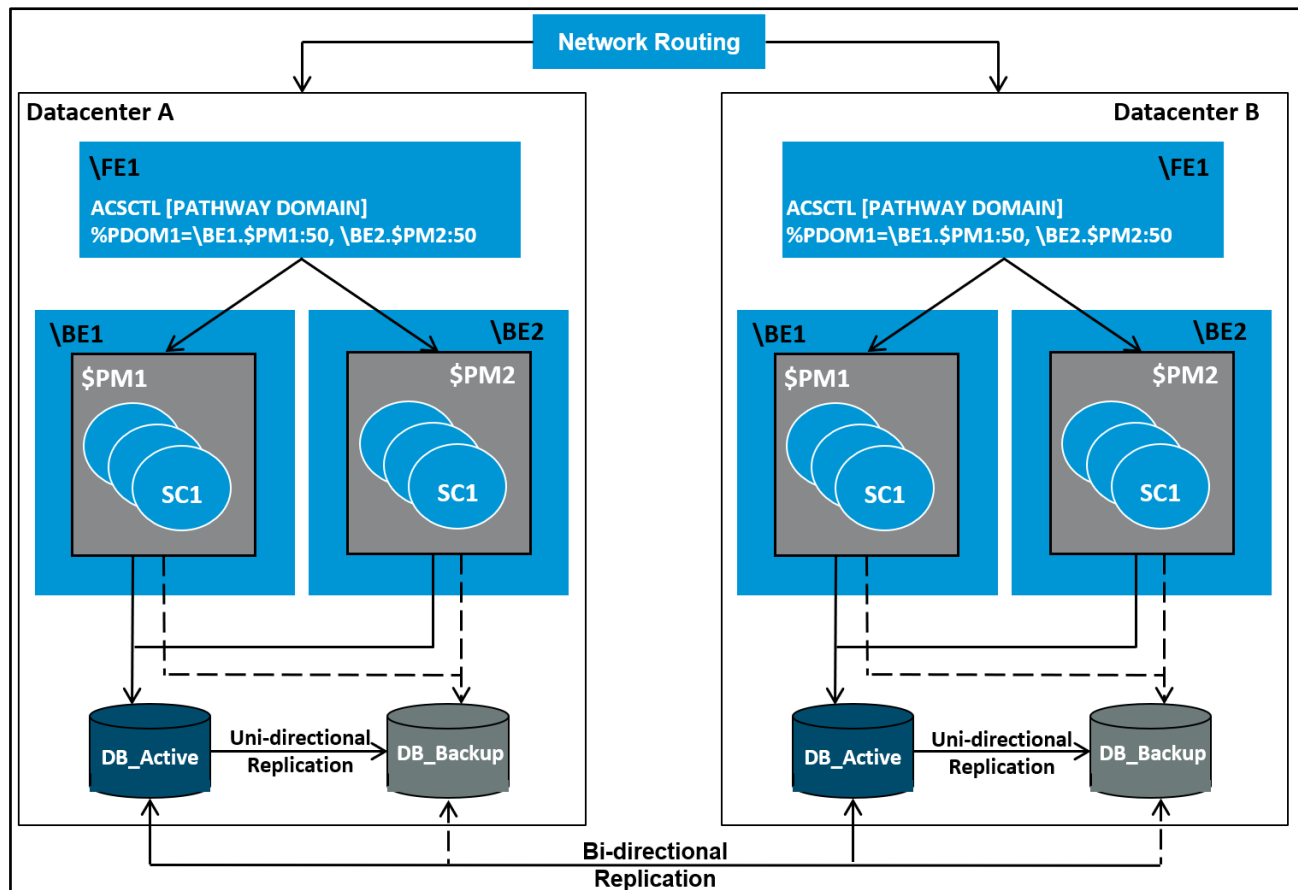 Network Routing
Datacenter A
\FE1
ACSCTL [PATHWAY DOMAIN]
%PDOM1=\BE1.$PM1:50, \BE2.$PM2:50
\BE1
$PM1
SC1
\BE2
$PM2
SC1
DB_Active
Uni-directional
Replication
DB_Backup
Datacenter B
\FE1
ACSCTL [PATHWAY DOMAIN]
%PDOM1=\BE1.$PM1:50, \BE2.$PM2:50
\BE1
$PM1
SC1
\BE2
$PM2
SC1
DB_Active
Uni-directional
Replication
DB_Backup
Bi-directional
Replication